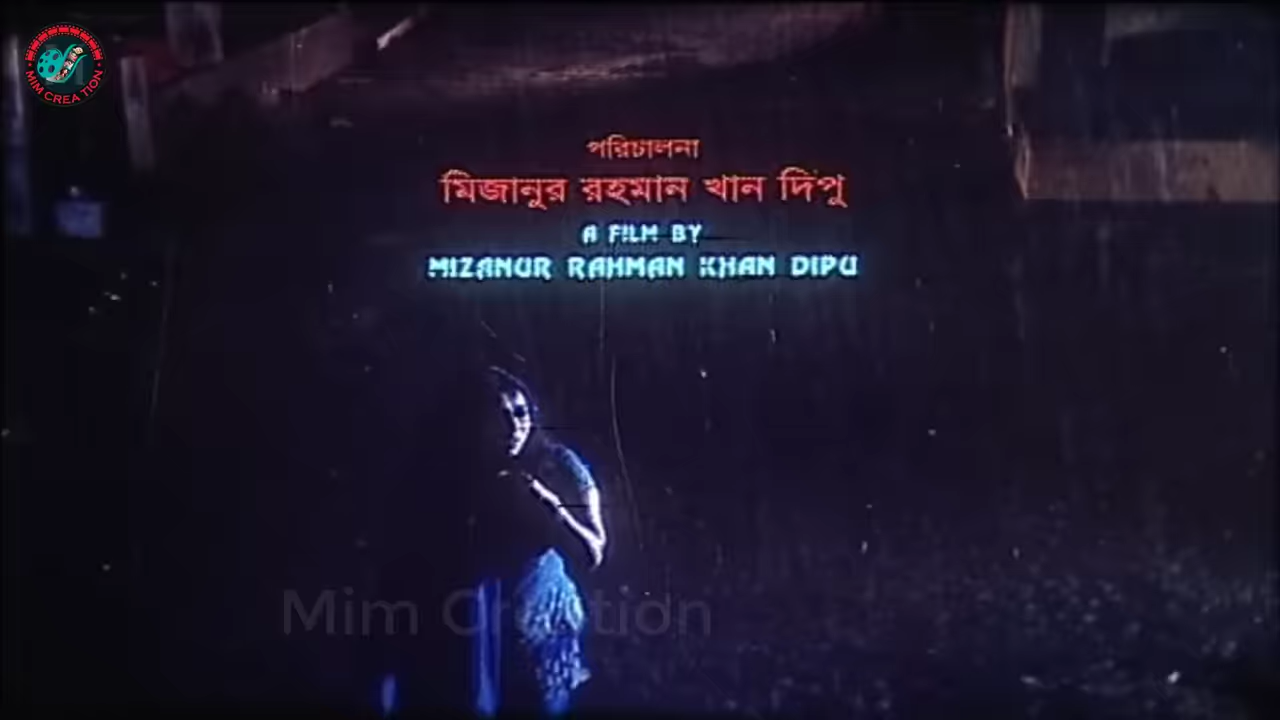 MIM CREATION
পরিচালনা
মিজানুর রহমান খান দিপু
A FILM BY
MIZANUR RAHMAN KHAN DIPU
Mim Creation